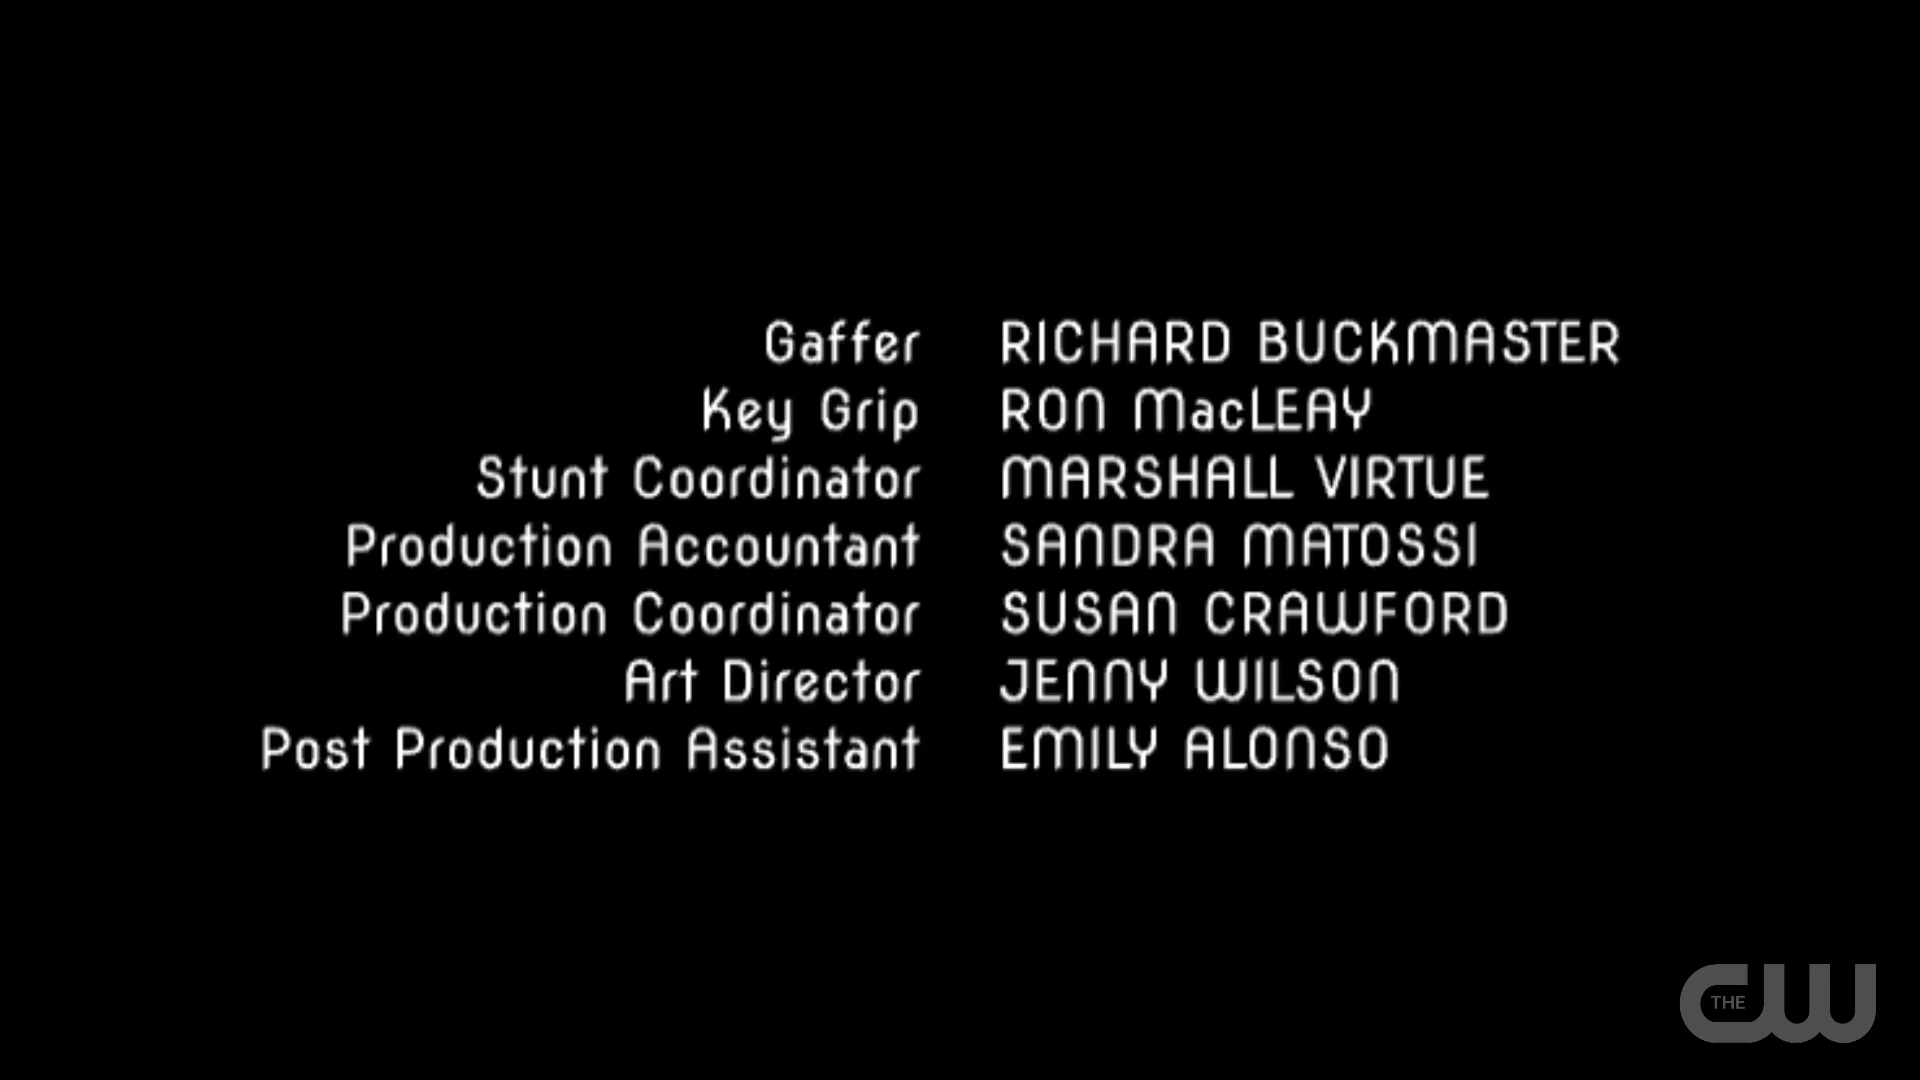 Gaffer RICHARD BUCKMASTER
Key Grip RON MacLEAY
Stunt Coordinator MARSHALL VIRTUE
Production Accountant SANDRA MATOSSI
Production Coordinator SUSAN CRAWFORD
Art Director JENNY WILSON
Post Production Assistant EMILY ALONSO
THE CW